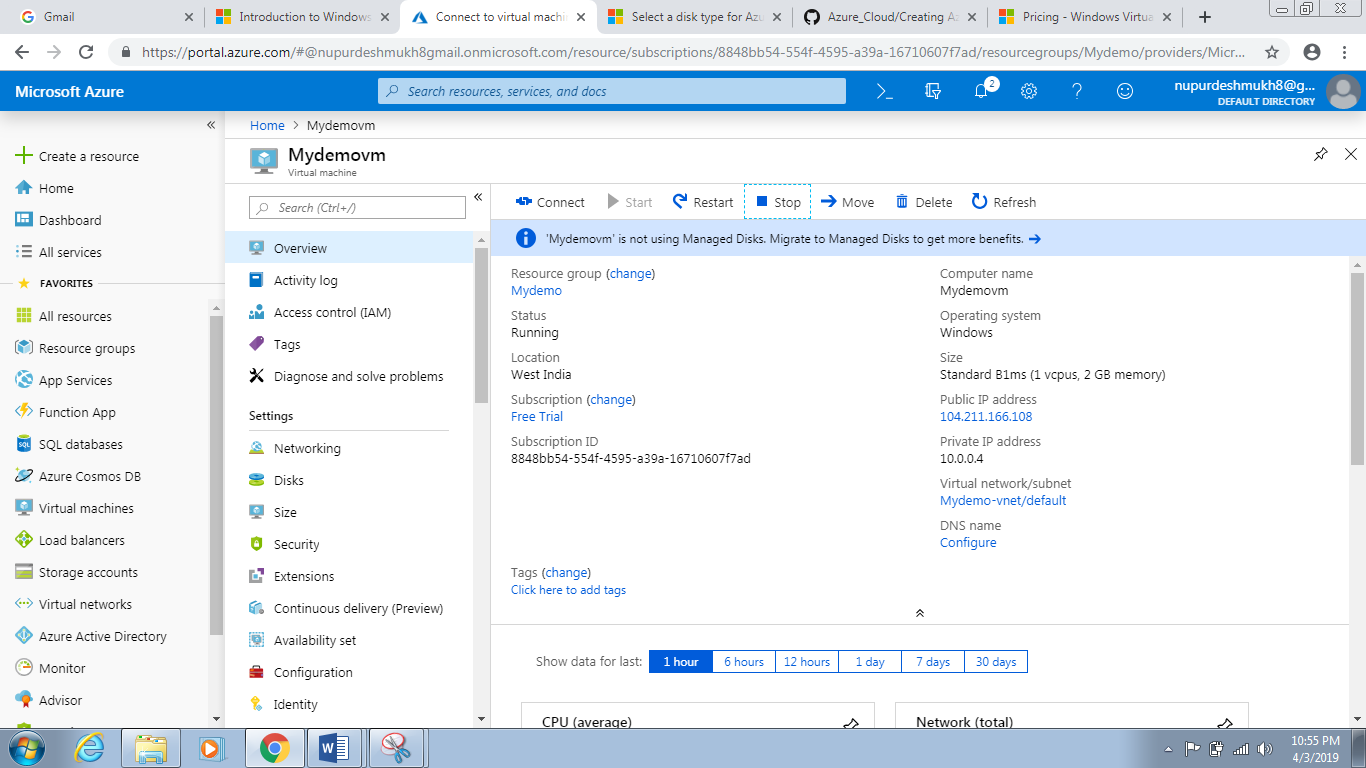 Gmail
Introduction to Windows
Connect to virtual machin
Select a disk type for Azu
Azure_Cloud/Creating Az
Pricing - Windows Virtua
https://portal.azure.com/#@nupurdeshmukh8gmail.onmicrosoft.com/resource/subscriptions/8848bb54-554f-4595-a39a-16710607f7ad/resourcegroups/Mydemo/providers/Micr...
Microsoft Azure
Search resources, services, and docs
2
nupurdeshmukh8@g...
DEFAULT DIRECTORY
Create a resource
Home
Dashboard
All services
FAVORITES
All resources
Resource groups
App Services
Function App
SQL databases
Azure Cosmos DB
Virtual machines
Load balancers
Storage accounts
Virtual networks
Azure Active Directory
Monitor
Advisor
Home > Mydemovm
Mydemovm
Virtual machine
Search (Ctrl+/)
Overview
Activity log
Access control (IAM)
Tags
Diagnose and solve problems
Settings
Networking
Disks
Size
Security
Extensions
Continuous delivery (Preview)
Availability set
Configuration
Identity
Connect Start Restart Stop Move Delete Refresh
'Mydemovm' is not using Managed Disks. Migrate to Managed Disks to get more benefits.
Resource group (change)
Mydemo
Status
Running
Location
West India
Subscription (change)
Free Trial
Subscription ID
8848bb54-554f-4595-a39a-16710607f7ad
Computer name
Mydemovm
Operating system
Windows
Size
Standard B1ms (1 vcpus, 2 GB memory)
Public IP address
104.211.166.108
Private IP address
10.0.0.4
Virtual network/subnet
Mydemo-vnet/default
DNS name
Configure
Tags (change)
Click here to add tags
Show data for last: 1 hour 6 hours 12 hours 1 day 7 days 30 days
CPU (average)
Network (total)
10:55 PM
4/3/2019